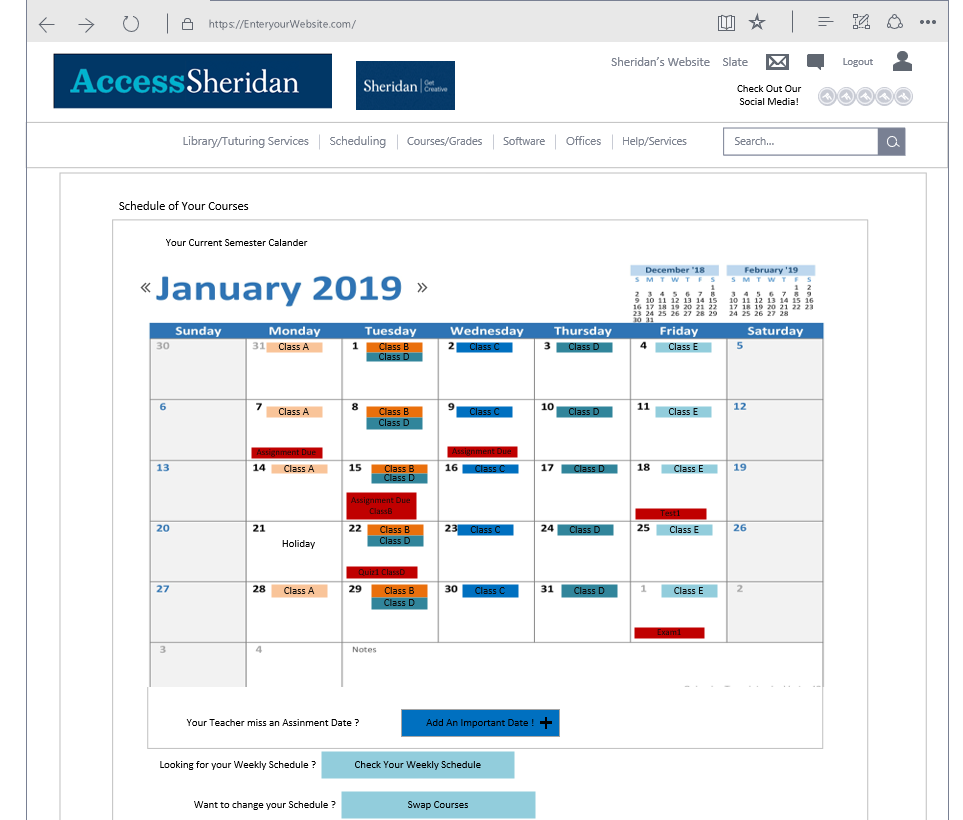 https://EnteryourWebsite.com/
AccessSheridan
Sheridan | Get Creative
Sheridan's Website Slate Logout
Check Out Our
Social Media!
Library/Tuturing Services Scheduling Courses/Grades Software Offices Help/Services
Search...
Schedule of Your Courses
Your Current Semester Calander
« January 2019 »
December '18 February '19
S M T W T F S S M T W T F S
1 1 2
2 3 4 5 6 7 8 3 4 5 6 7 8 9
9 10 11 12 13 14 15 10 11 12 13 14 15 16
16 17 18 19 20 21 22 17 18 19 20 21 22 23
23 24 25 26 27 28 29 24 25 26 27 28
30 31
Sunday Monday Tuesday Wednesday Thursday Friday Saturday
30 31 Class A 1 Class B 2 Class C 3 Class D 4 Class E 5
Class D
6 7 Class A 8 Class B 9 Class C 10 Class D 11 Class E 12
Class D
Assignment Due Assignment Due
13 14 Class A 15 Class B 16 Class C 17 Class D 18 Class E 19
Class D
Assignment Due
ClassB
Test1
20 21 22 Class B 23 Class C 24 Class D 25 Class E 26
Holiday Class D
Quiz1 ClassD
27 28 Class A 29 Class B 30 Class C 31 Class D 1 Class E 2
Class D
Exam1
3 4 Notes
Your Teacher miss an Assinment Date ? Add An Important Date !
Looking for your Weekly Schedule ? Check Your Weekly Schedule
Want to change your Schedule ? Swap Courses